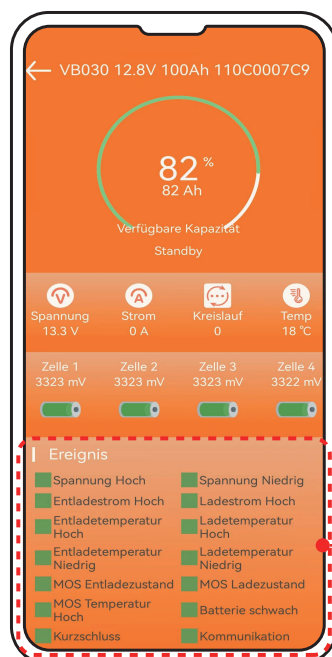 VB030 12.8V 100Ah 110C0007C9
82 %
82 Ah
Verfügbare Kapazität
Standby
Spannung Strom Kreislauf Temp
13.3 V 0 A 0 18 °C
Zelle 1 Zelle 2 Zelle 3 Zelle 4
3323 mV 3323 mV 3323 mV 3322 mV
Ereignis
Spannung Hoch Spannung Niedrig
Entladestrom Hoch Ladestrom Hoch
Entladetemperatur Ladetemperatur
Hoch Hoch
Entladetemperatur Ladetemperatur
Niedrig Niedrig
MOS Entladezustand MOS Ladezustand
MOS Temperatur
Hoch
Batterie schwach
Kurzschluss Kommunikation